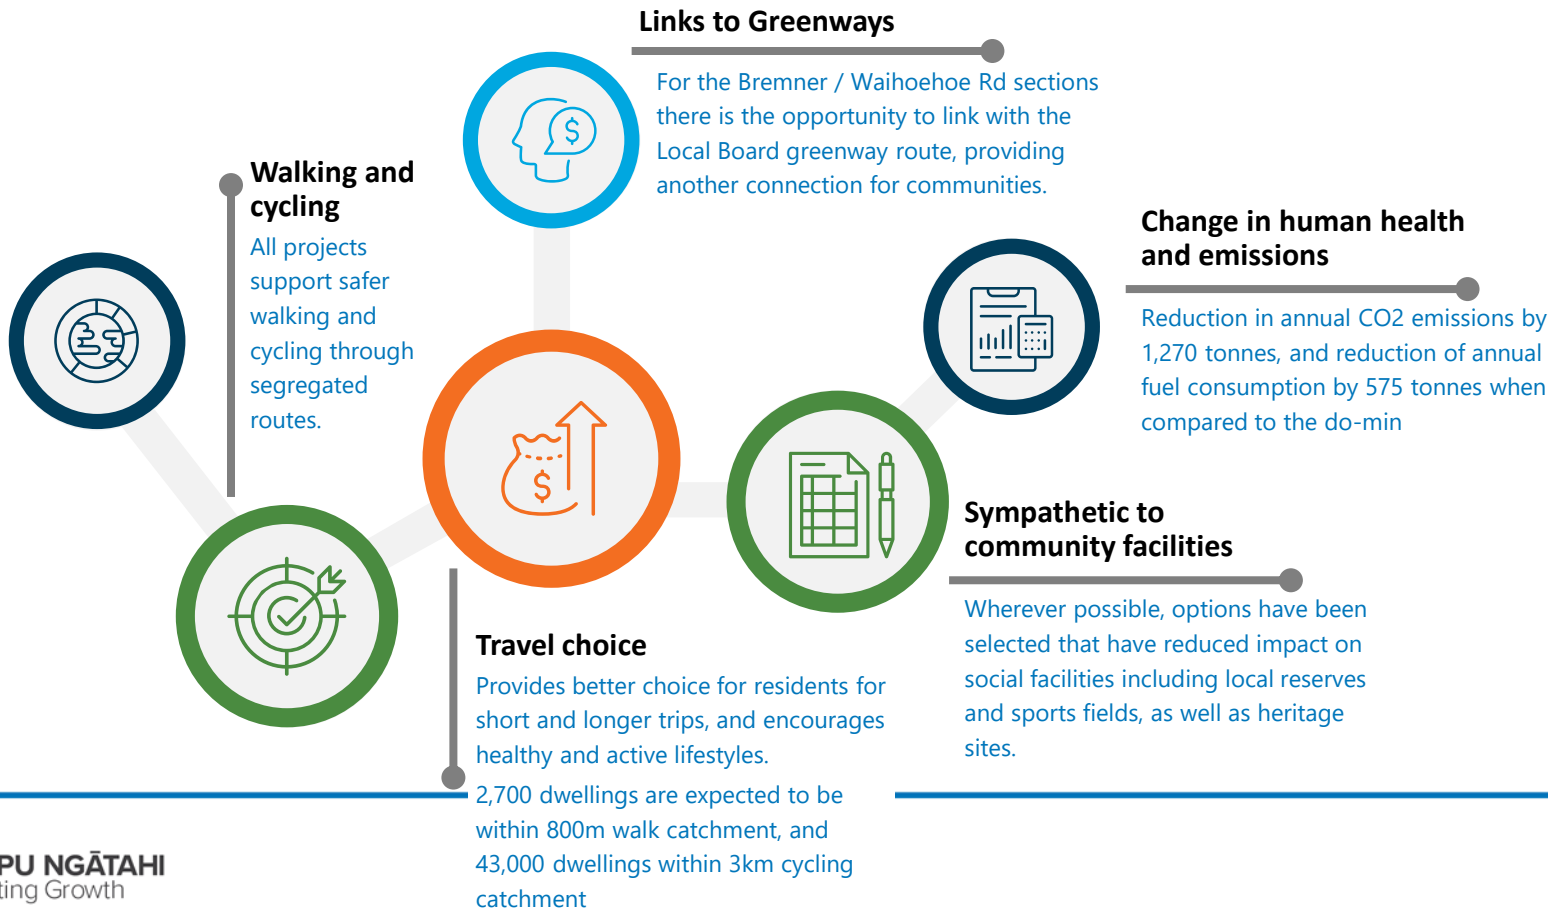 Links to Greenways
For the Bremner / Waihoehoe Rd sections
there is the opportunity to link with the
Local Board greenway route, providing
another connection for communities.
Walking and
cycling
All projects
support safer
walking and
cycling through
segregated
routes.
Change in human health
and emissions
Reduction in annual CO2 emissions by
1,270 tonnes, and reduction of annual
fuel consumption by 575 tonnes when
compared to the do-min
Sympathetic to
community facilities
Wherever possible, options have been
selected that have reduced impact on
social facilities including local reserves
and sports fields, as well as heritage
sites.
Travel choice
Provides better choice for residents for
short and longer trips, and encourages
healthy and active lifestyles.
2,700 dwellings are expected to be
within 800m walk catchment, and
43,000 dwellings within 3km cycling
catchment
$
$
PU NGĀTAHI
ting Growth